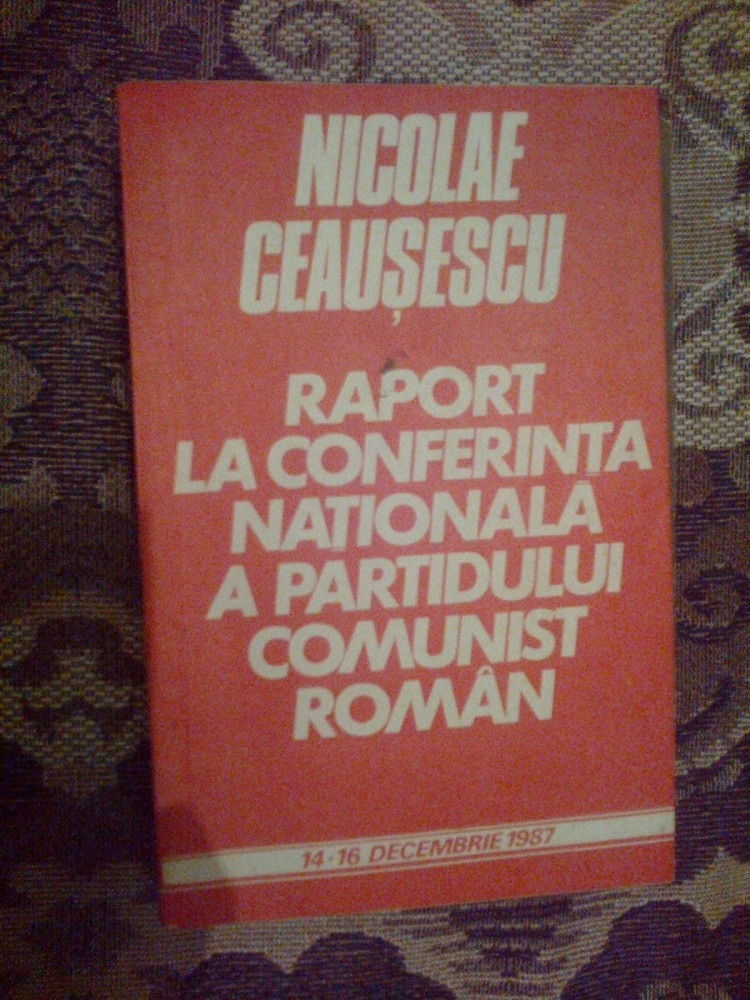 NICOLAE
CEAUȘESCU
RAPORT
LA CONFERINȚA
NAȚIONALĂ
A PARTIDULUI
COMUNIST
ROMÂN
14-16 DECEMBRIE 1987